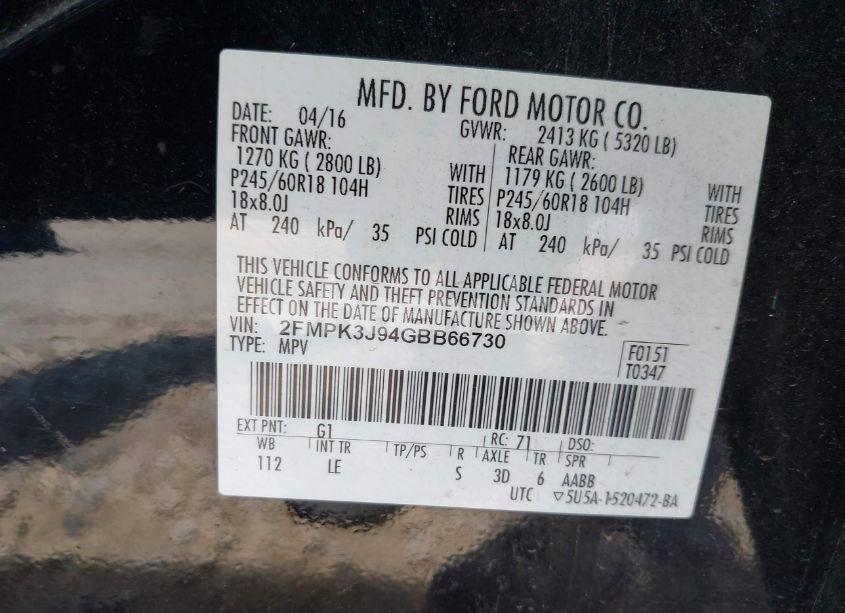 MFD. BY FORD MOTOR CO.
DATE: 04/16 GVWR: 2413 KG ( 5320 LB)
FRONT GAWR: REAR GAWR:
1270 KG ( 2800 LB) WITH 1179 KG ( 2600 LB) WITH
P245/60R18 104H TIRES P245/60R18 104H TIRES
18x8.0J RIMS 18x8.0J RIMS
AT 240 kPa/ 35 PSI COLD AT 240 kPa/ 35 PSI COLD
THIS VEHICLE CONFORMS TO ALL APPLICABLE FEDERAL MOTOR
VEHICLE SAFETY AND THEFT PREVENTION STANDARDS IN
EFFECT ON THE DATE OF MANUFACTURE SHOWN ABOVE.
VIN: 2FMPK3J94GBB66730
TYPE: MPV
F0151
T0347
EXT PNT: G1 RC: 71 DSO:
WB INT TR TP/PS R AXLE TR SPR
112 LE S 3D 6 AABB
UTC ▽5U5A-1520472-BA